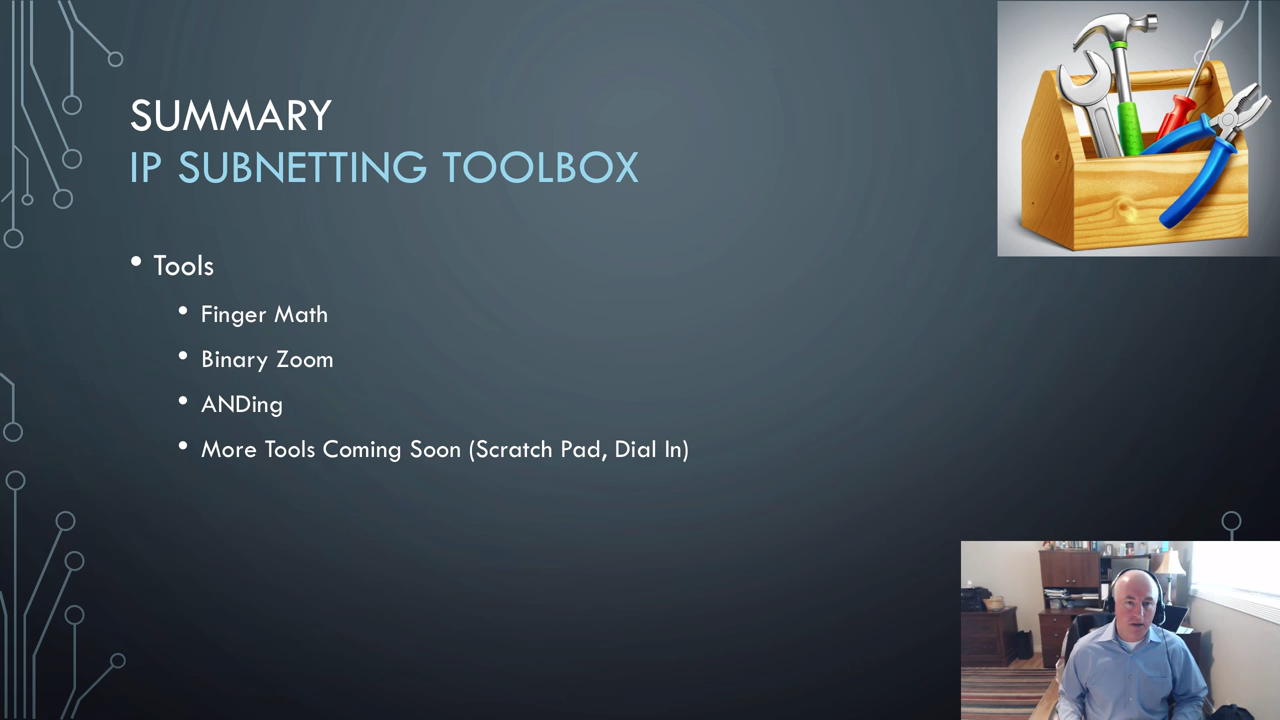 SUMMARY
IP SUBNETTING TOOLBOX
• Tools
• Finger Math
• Binary Zoom
• ANDing
• More Tools Coming Soon (Scratch Pad, Dial In)